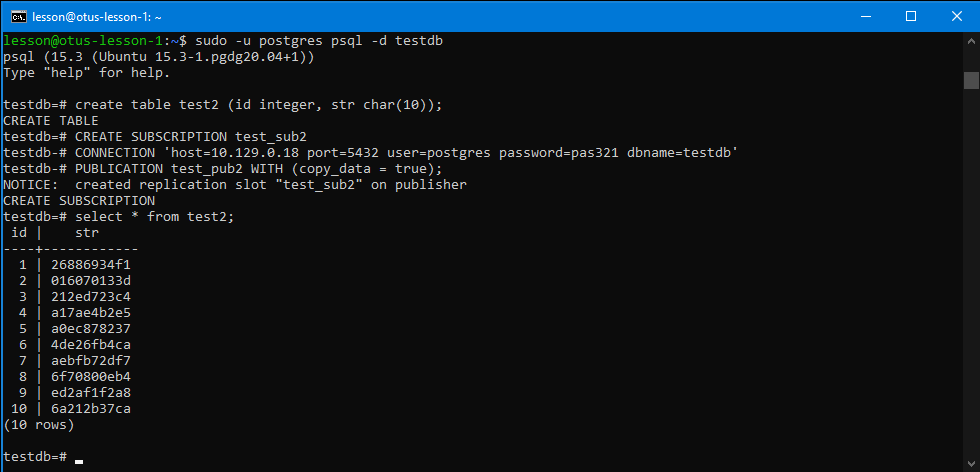 lesson@otus-lesson-1: ~
lesson@otus-lesson-1:~$ sudo -u postgres psql -d testdb
psql (15.3 (Ubuntu 15.3-1.pgdg20.04+1))
Type "help" for help.
testdb=# create table test2 (id integer, str char(10));
CREATE TABLE
testdb=# CREATE SUBSCRIPTION test_sub2
testdb-# CONNECTION 'host=10.129.0.18 port=5432 user=postgres password=pas321 dbname=testdb'
testdb-# PUBLICATION test_pub2 WITH (copy_data = true);
NOTICE:  created replication slot "test_sub2" on publisher
CREATE SUBSCRIPTION
testdb=# select * from test2;
 id |    str
----+------------
  1 | 26886934f1
  2 | 016070133d
  3 | 212ed723c4
  4 | a17ae4b2e5
  5 | a0ec878237
  6 | 4de26fb4ca
  7 | aebfb72df7
  8 | 6f70800eb4
  9 | ed2af1f2a8
 10 | 6a212b37ca
(10 rows)
testdb=#